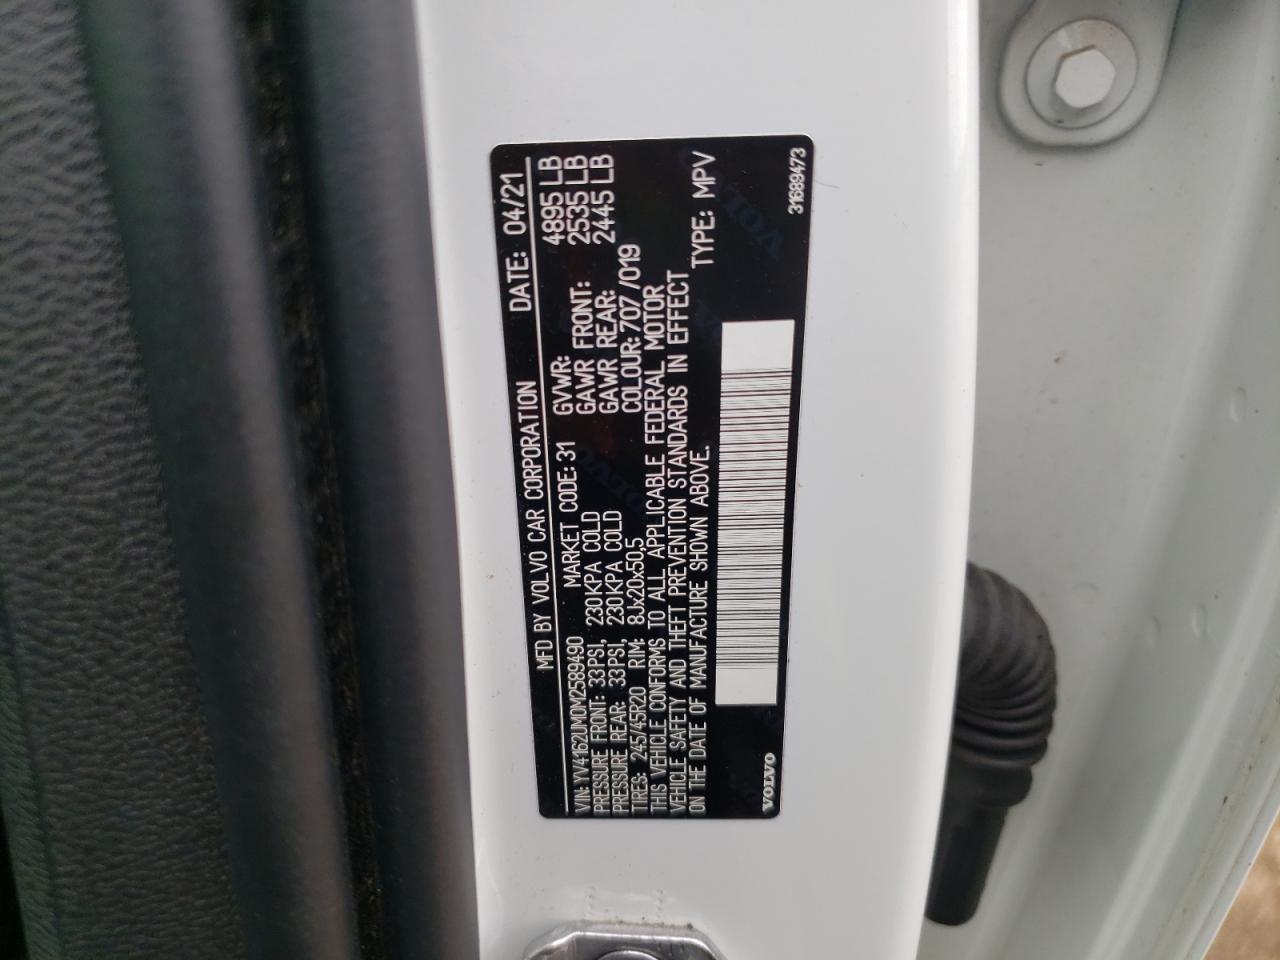 MFD BY VOLVO CAR CORPORATION DATE: 04/21
VIN: YV4162UM0M2589490 MARKET CODE: 31 GVWR: 4895 LB
PRESSURE FRONT: 33PSI, 230KPA COLD GAWR FRONT: 2535 LB
PRESSURE REAR: 33PSI, 230KPA COLD GAWR REAR: 2445 LB
TIRES: 245/45R20 RIM: 8Jx20x50,5 COLOUR: 707 /019
THIS VEHICLE CONFORMS TO ALL APPLICABLE FEDERAL MOTOR
VEHICLE SAFETY AND THEFT PREVENTION STANDARDS IN EFFECT
ON THE DATE OF MANUFACTURE SHOWN ABOVE. TYPE: MPV
VOLVO 31689473